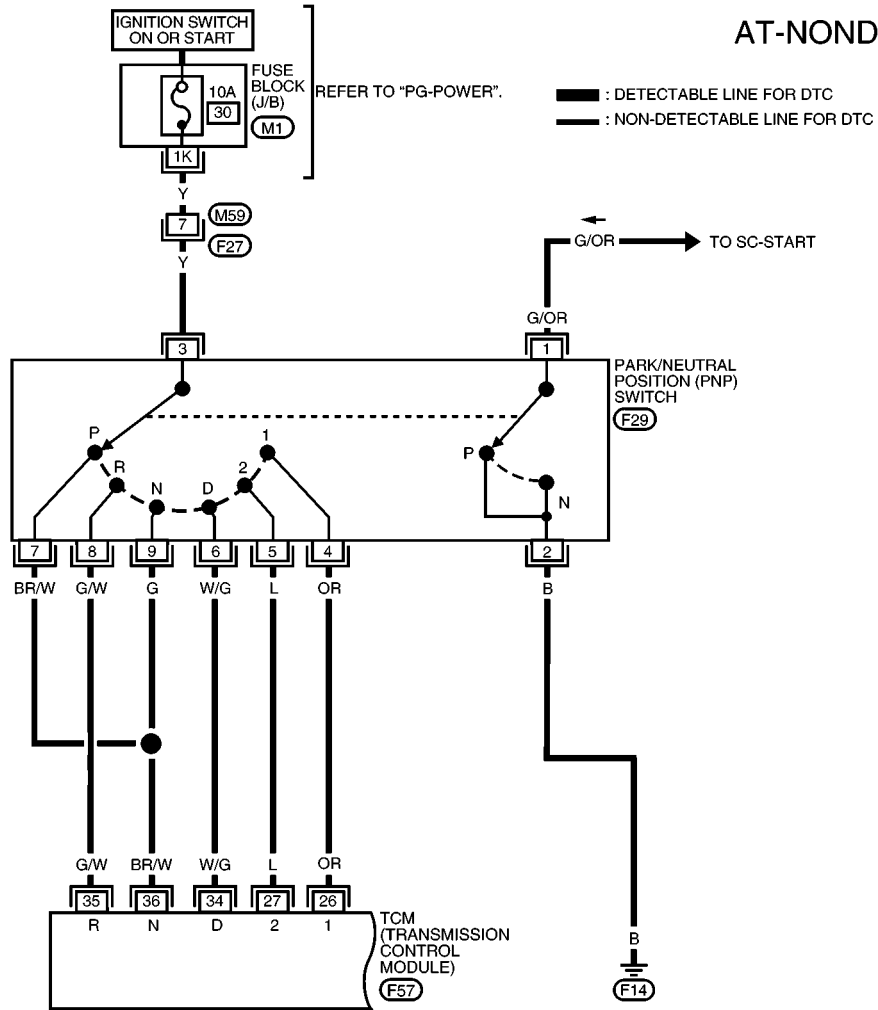 IGNITION SWITCH
ON OR START
AT-NOND
FUSE
BLOCK
(J/B)
10A
30
M1
REFER TO “PG-POWER”.
: DETECTABLE LINE FOR DTC
: NON-DETECTABLE LINE FOR DTC
1K
Y
7
M59
F27
Y
G/OR
TO SC-START
G/OR
3
1
PARK/NEUTRAL
POSITION (PNP)
SWITCH
F29
P
R
N
D
2
1
P
N
7
8
9
6
5
4
2
BR/W
G/W
G
W/G
L
OR
B
G/W
BR/W
W/G
L
OR
35
36
34
27
26
R
N
D
2
1
TCM
(TRANSMISSION
CONTROL
MODULE)
F57
B
F14